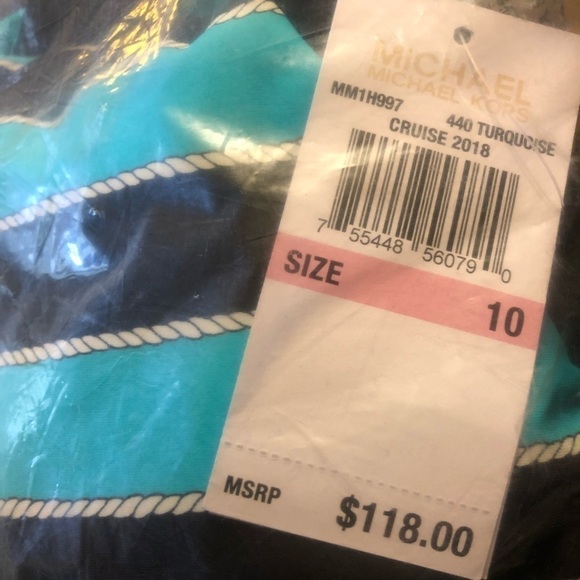 MICHAEL
MICHAEL KORS
MM1H997 440 TURQUOISE
CRUISE 2018
7 55448 56079 0
SIZE 10
MSRP $118.00